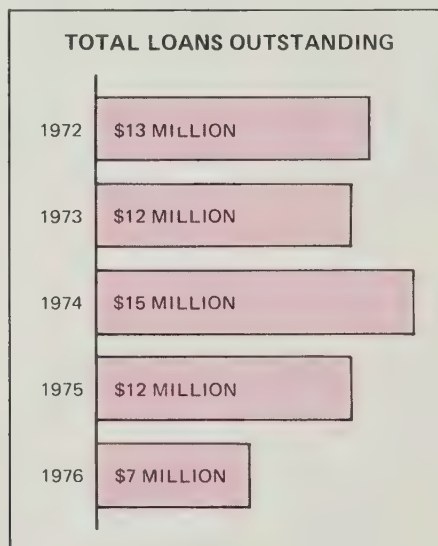 TOTAL LOANS OUTSTANDING
1972 $13 MILLION
1973 $12 MILLION
1974 $15 MILLION
1975 $12 MILLION
1976 $7 MILLION